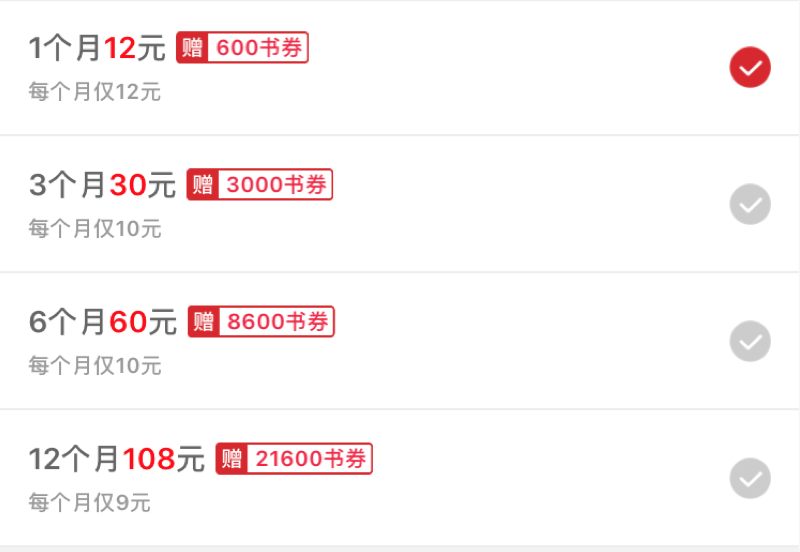 1个月12元 赠 600书券
每个月仅12元
3个月30元 赠 3000书券
每个月仅10元
6个月60元 赠 8600书券
每个月仅10元
12个月108元 赠 21600书券
每个月仅9元